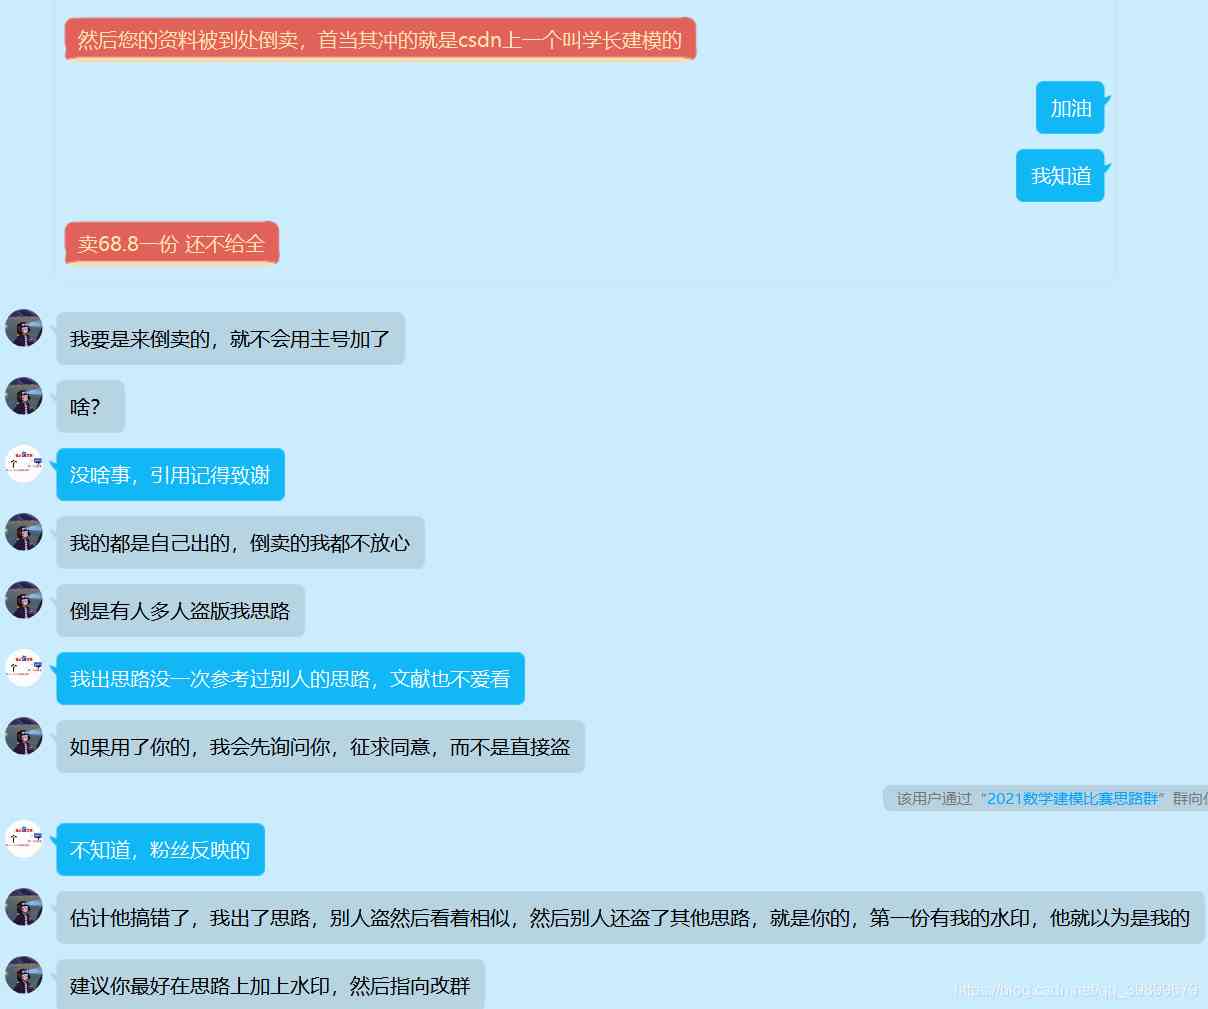 然后您的资料被到处倒卖，首当其冲的就是csdn上一个叫学长建模的
加油
我知道
卖68.8一份 还不给全
我要是来倒卖的，就不会用主号加了
啥？
没啥事，引用记得致谢
我的都是自己出的，倒卖的我都不放心
倒是有人多人盗版我思路
我出思路没一次参考过别人的思路，文献也不爱看
如果用了你的，我会先询问你，征求同意，而不是直接盗
该用户通过“2021数学建模比赛思路群”群向
不知道，粉丝反映的
估计他搞错了，我出了思路，别人盗然后看着相似，然后别人还盗了其他思路，就是你的，第一份有我的水印，他就以为是我的
建议你最好在思路上加上水印，然后指向改群